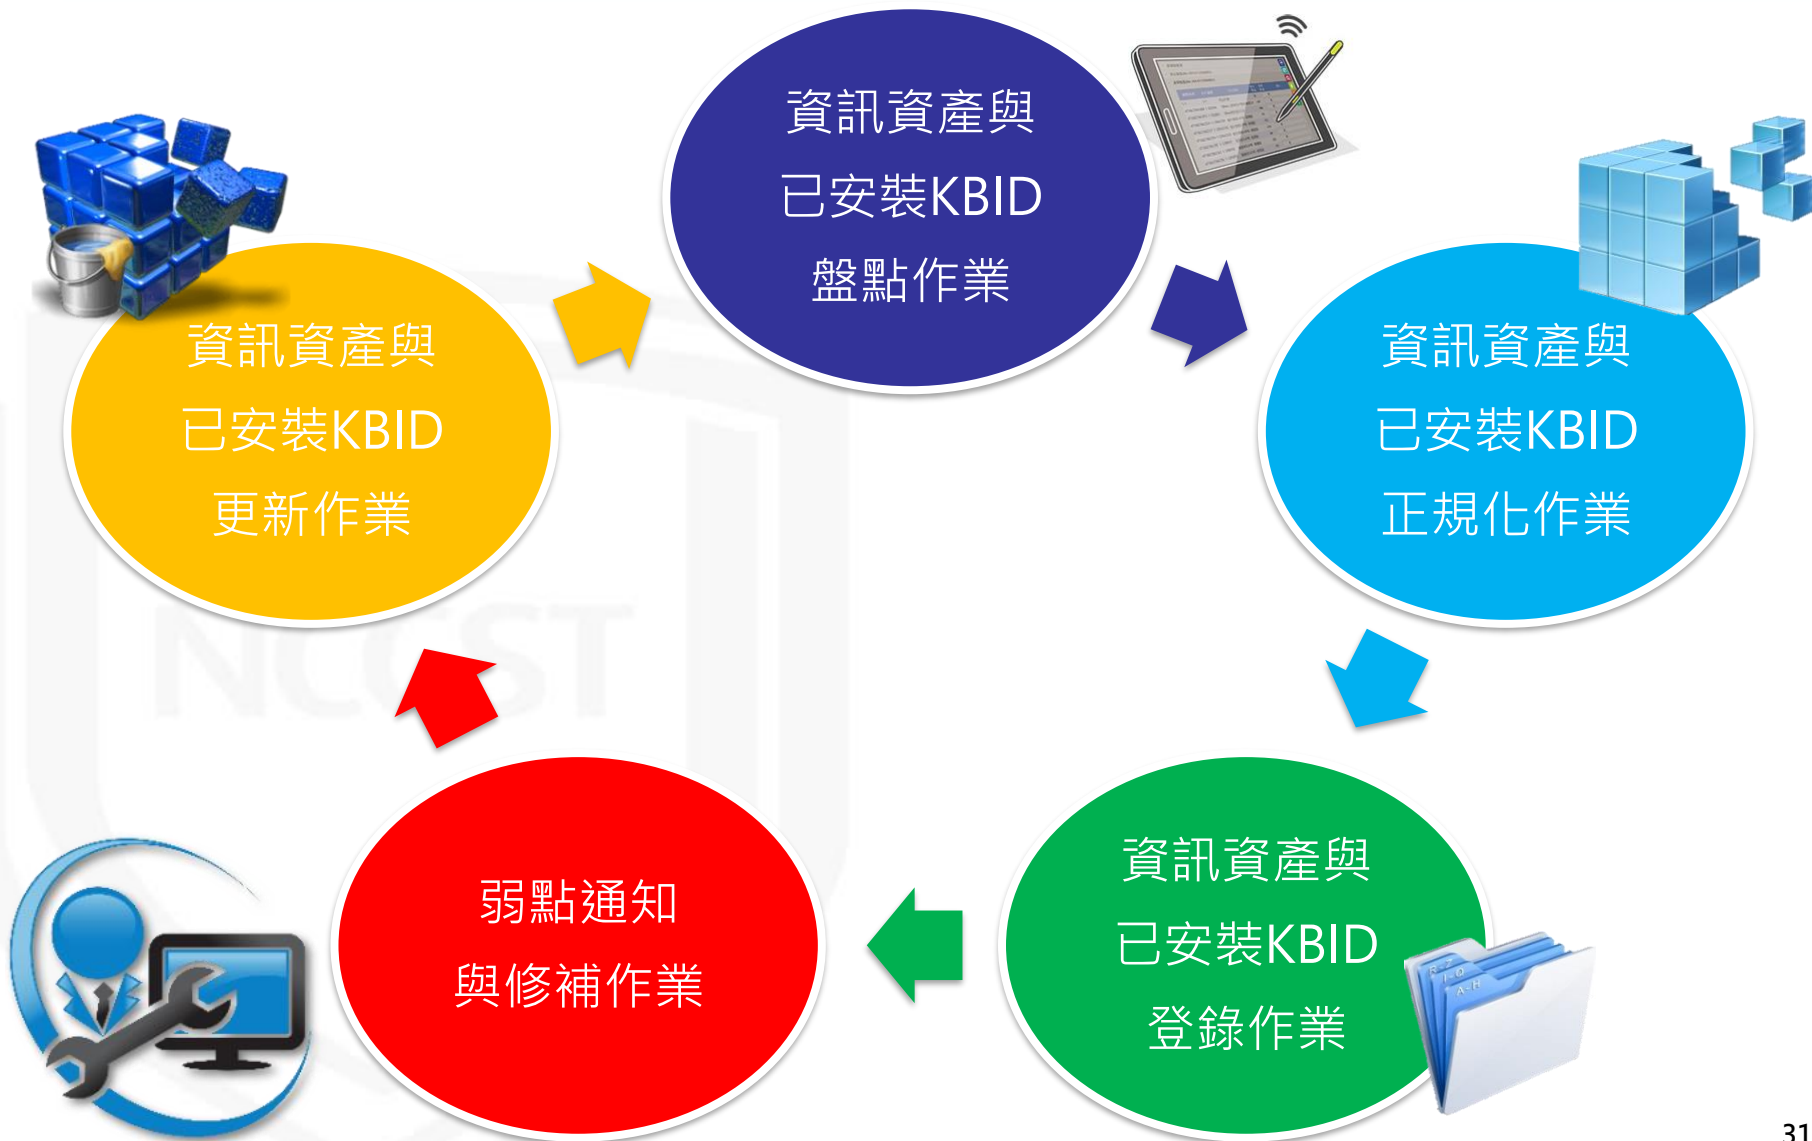 資訊資產與
已安裝KBID
盤點作業
資訊資產與
已安裝KBID
正規化作業
資訊資產與
已安裝KBID
登錄作業
弱點通知
與修補作業
資訊資產與
已安裝KBID
更新作業
NCCST
R-Z
I-Q
A-H
31